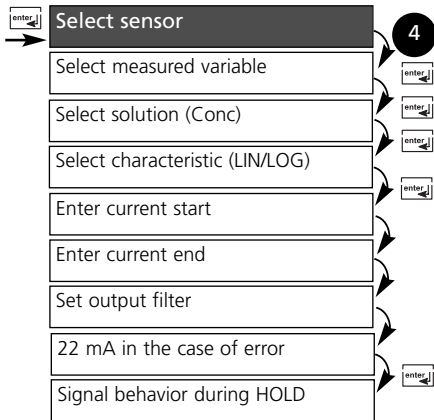 enter
Select sensor
4
Select measured variable
enter
Select solution (Conc)
enter
Select characteristic (LIN/LOG)
enter
Enter current start
enter
Enter current end
Set output filter
22 mA in the case of error
Signal behavior during HOLD
enter